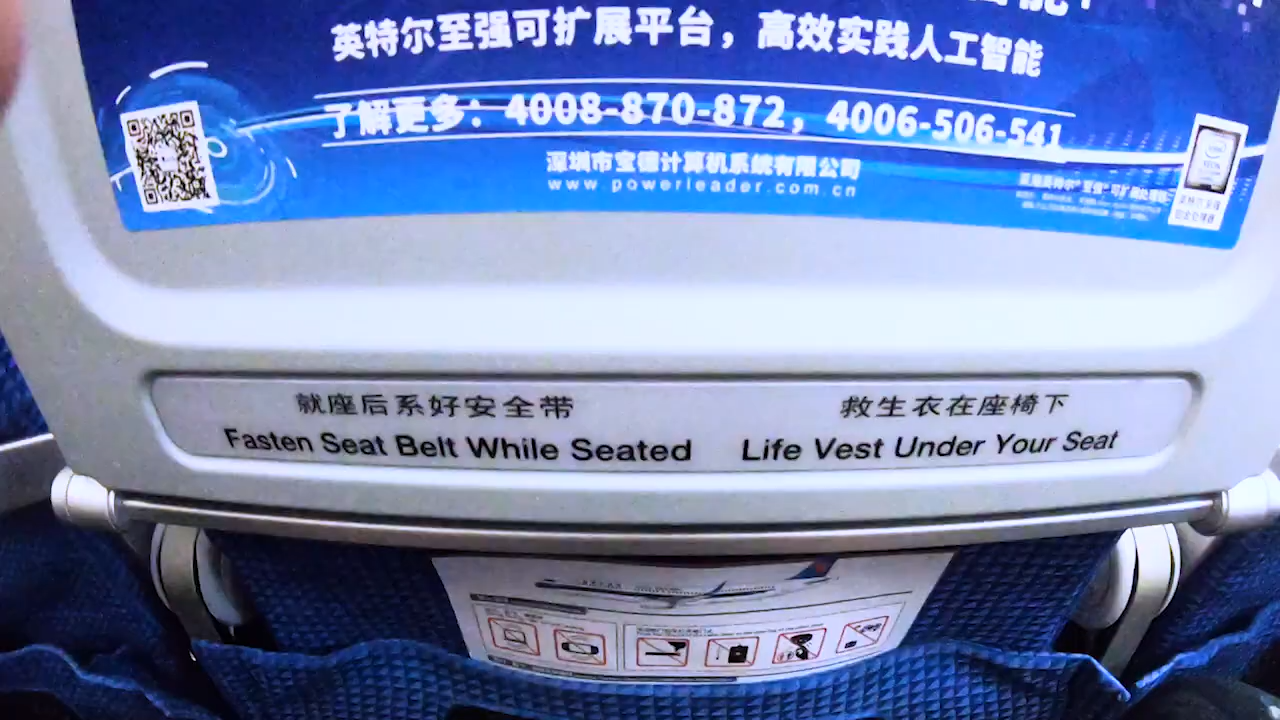 英特尔至强可扩展平台，高效实践人工智能
了解更多：4008-870-872，4006-506-541
深圳市宝德计算机系统有限公司
www.powerleader.com.cn
就座后系好安全带
Fasten Seat Belt While Seated
救生衣在座椅下
Life Vest Under Your Seat